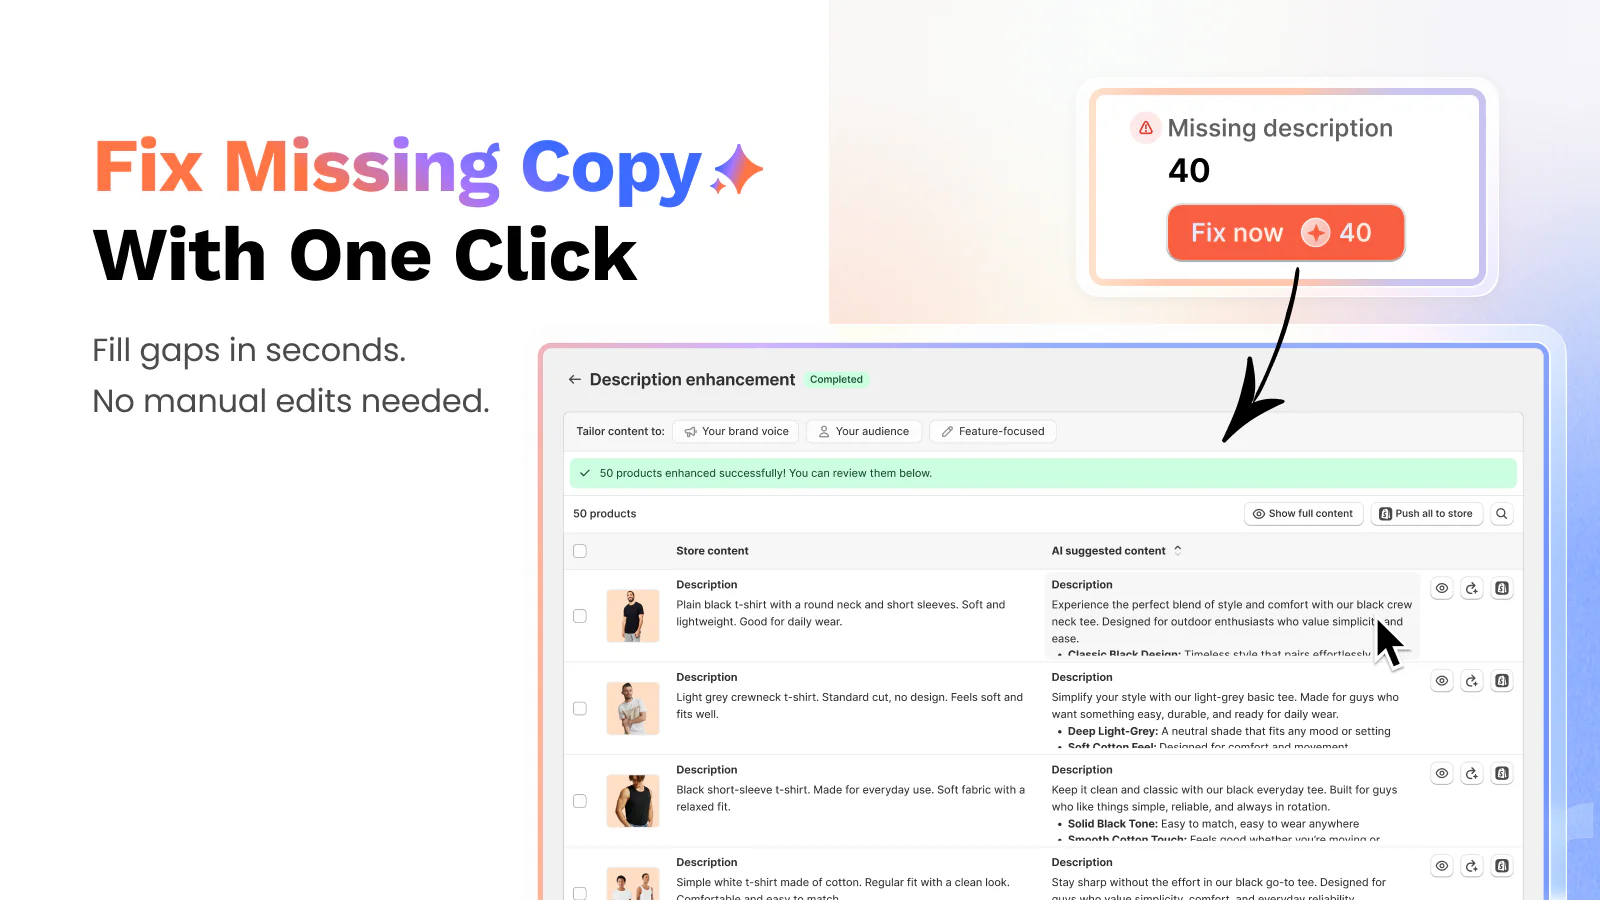 Fix Missing Copy
With One Click
Fill gaps in seconds.
No manual edits needed.
Missing description
40
Fix now 40
Description enhancement Completed
Tailor content to: Your brand voice Your audience Feature-focused
50 products enhanced successfully! You can review them below.
50 products Show full content Push all to store
Store content AI suggested content
Description
Plain black t-shirt with a round neck and short sleeves. Soft and
lightweight. Good for daily wear.
Description
Experience the perfect blend of style and comfort with our black crew
neck tee. Designed for outdoor enthusiasts who value simplicity and
ease.
• Classic Black Design: Timeless style that pairs effortlessly
Description
Light grey crewneck t-shirt. Standard cut, no design. Feels soft and
fits well.
Description
Simplify your style with our light-grey basic tee. Made for guys who
want something easy, durable, and ready for daily wear.
• Deep Light-Grey: A neutral shade that fits any mood or setting
• Soft Cotton Feel: Designed for comfort and movement
Description
Black short-sleeve t-shirt. Made for everyday use. Soft fabric with a
relaxed fit.
Description
Keep it clean and classic with our black everyday tee. Built for guys
who like things simple, reliable, and always in rotation.
• Solid Black Tone: Easy to match, easy to wear anywhere
• Smooth Cotton Touch: Feels good whether you're moving or
Description
Simple white t-shirt made of cotton. Regular fit with a clean look.
Comfortable and easy to match.
Description
Stay sharp without the effort in our black go-to tee. Designed for
guys who value simplicity, comfort, and everyday reliability.